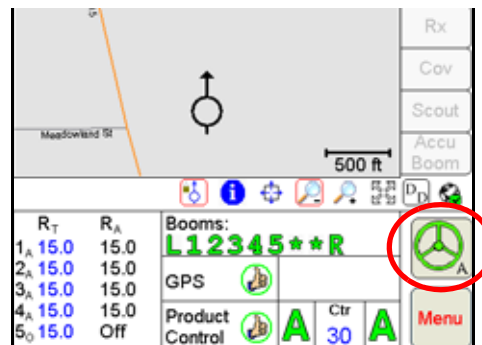 Rx
Cov
Scout
Accu
Boom
Meadowland St
500 ft
i
D D
RT RA
1A 15.0 15.0
2A 15.0 15.0
3A 15.0 15.0
4A 15.0 15.0
5O 15.0 Off
Booms:
L12345**R
GPS
Product
Control
A
Ctr
30
A
A
Menu